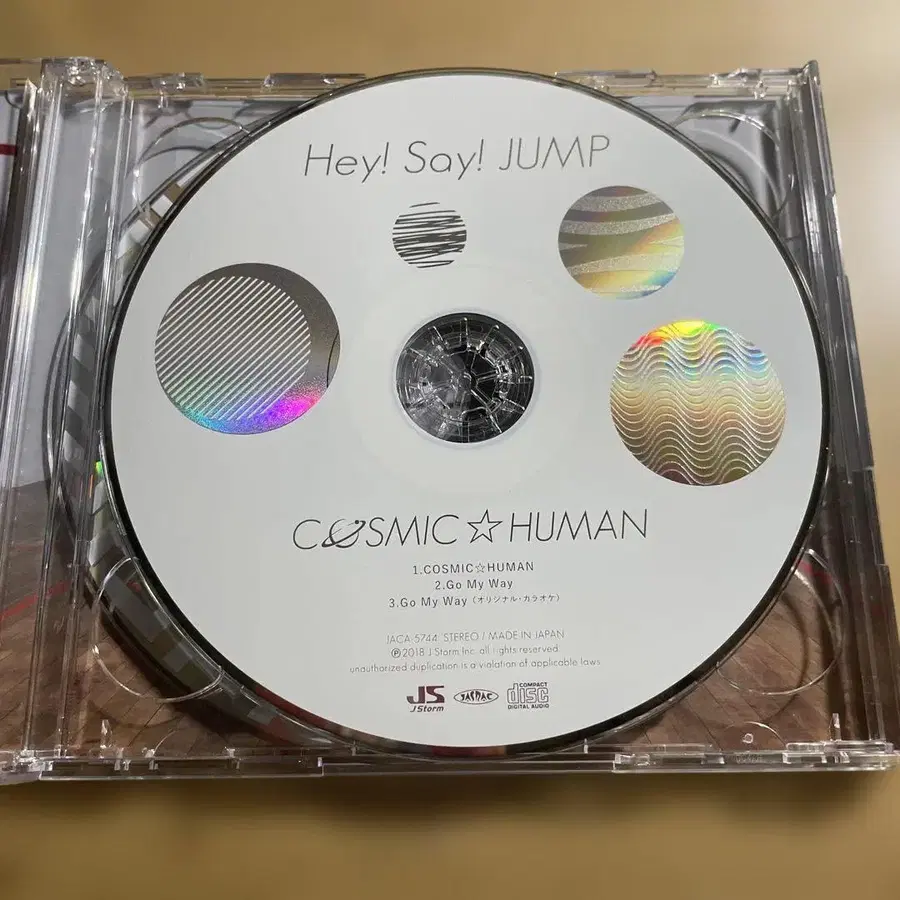 Hey! Say! JUMP
COSMIC☆HUMAN
1.COSMIC☆HUMAN
2.Go My Way
3.Go My Way (オリジナル・カラオケ)
JACA-5744 STEREO / MADE IN JAPAN
℗2018 J Storm Inc. all rights reserved.
unauthorized duplication is a violation of applicable laws.
JS
JStorm
JASRAC
COMPACT
disc
DIGITAL AUDIO